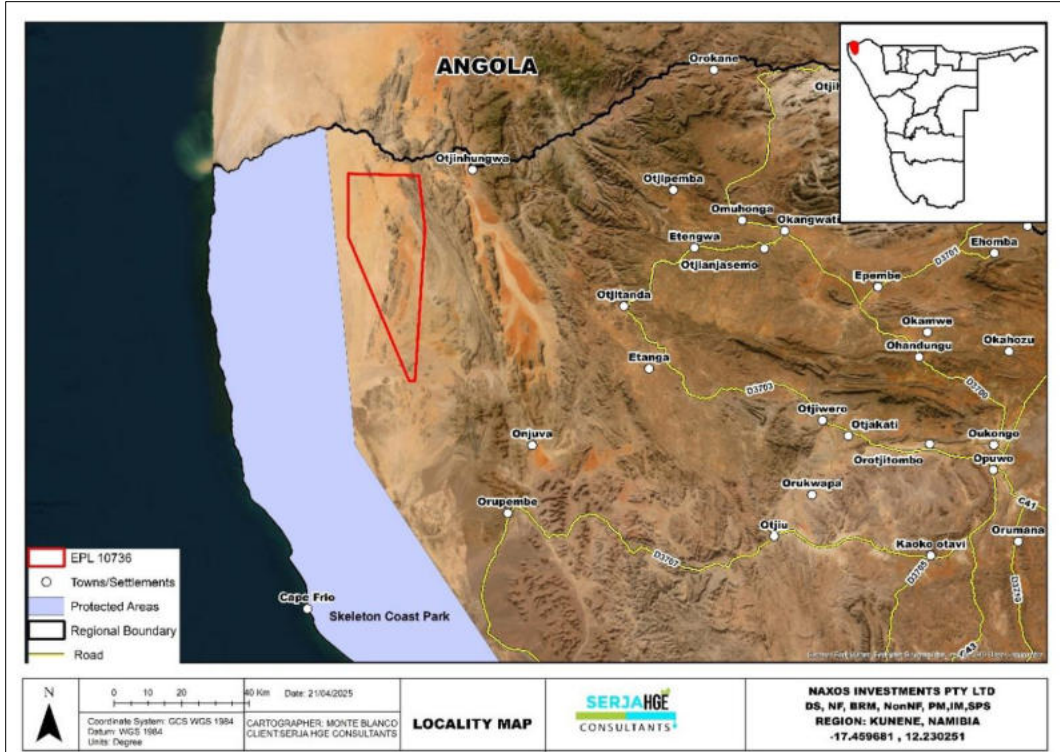 ANGOLA
Orokane
Otjinhungwa
Otjipemba
Omuhonga
Okangwati
Etengwa
Otjianjasemo
Ehomba
D3701
Epembe
Otjitanda
Okamwe
Ohandungu
Okahozu
Etanga
D3703
D3700
Otjiwero
Otjakati
Onjuva
Oukongo
Orotjitombo
Opuwo
Orukwapa
C41
Orupembe
Otjiu
Orumana
Kaoko otavi
D3707
D3705
D3710
Cape Frio
Skeleton Coast Park
C43
EPL 10736
Towns/Settlements
Protected Areas
Regional Boundary
Road
N
0 10 20 40 Km
Date: 21/04/2025
Coordinate System: GCS WGS 1984
Datum: WGS 1984
Units: Degree
CARTOGRAPHER: MONTE BLANCO
CLIENT:SERJA HGE CONSULTANTS
LOCALITY MAP
SERJA HGE
CONSULTANTS
NAXOS INVESTMENTS PTY LTD
DS, NF, BRM, NonNF, PM,IM,SPS
REGION: KUNENE, NAMIBIA
-17.459681 , 12.230251